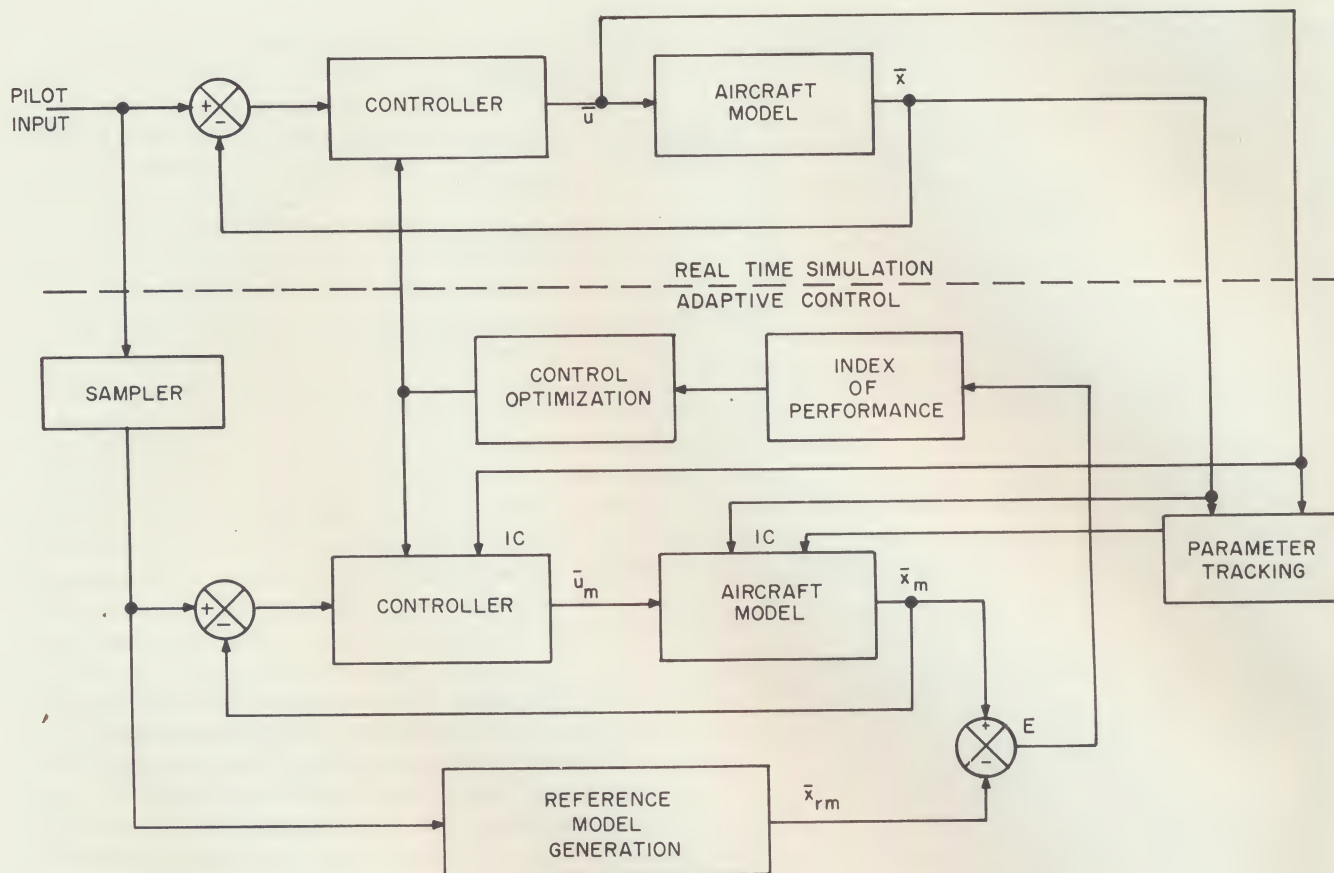 PILOT
INPUT
+
-
CONTROLLER
u̅
AIRCRAFT
MODEL
x̅
REAL TIME SIMULATION
ADAPTIVE CONTROL
SAMPLER
CONTROL
OPTIMIZATION
INDEX
OF
PERFORMANCE
IC
IC
+
-
CONTROLLER
u̅m
AIRCRAFT
MODEL
x̅m
PARAMETER
TRACKING
+
-
E
REFERENCE
MODEL
GENERATION
x̅rm